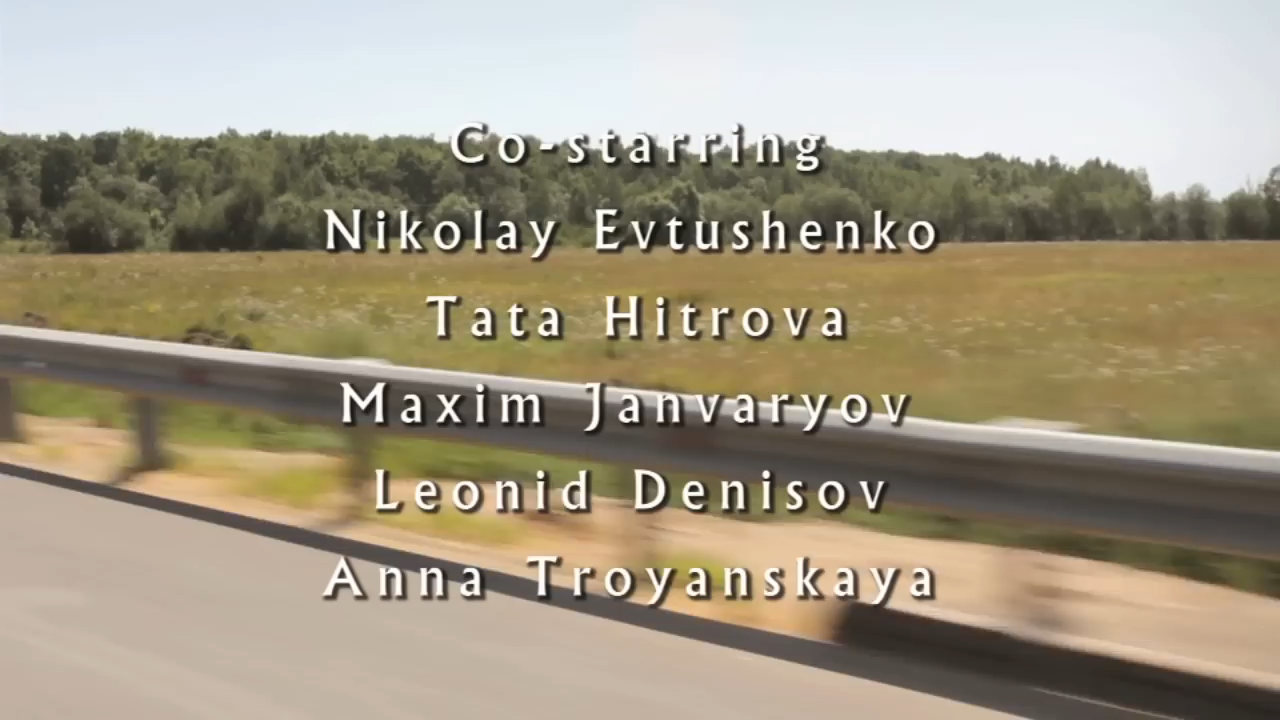 Co-starring
Nikolay Evtushenko
Tata Hitrova
Maxim Janvaryov
Leonid Denisov
Anna Troyanskaya